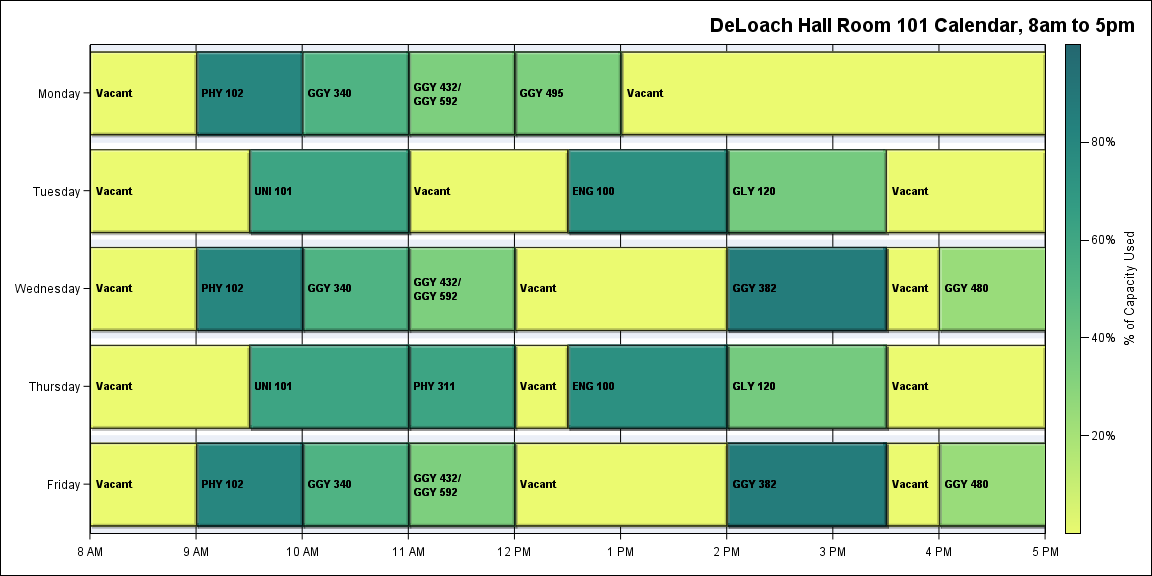 DeLoach Hall Room 101 Calendar, 8am to 5pm
Monday
Vacant
PHY 102
GGY 340
GGY 432/
GGY 592
GGY 495
Vacant
Tuesday
Vacant
UNI 101
Vacant
ENG 100
GLY 120
Vacant
Wednesday
Vacant
PHY 102
GGY 340
GGY 432/
GGY 592
Vacant
GGY 382
Vacant
GGY 480
Thursday
Vacant
UNI 101
PHY 311
Vacant
ENG 100
GLY 120
Vacant
Friday
Vacant
PHY 102
GGY 340
GGY 432/
GGY 592
Vacant
GGY 382
Vacant
GGY 480
8 AM
9 AM
10 AM
11 AM
12 PM
1 PM
2 PM
3 PM
4 PM
5 PM
80%
60%
40%
20%
% of Capacity Used